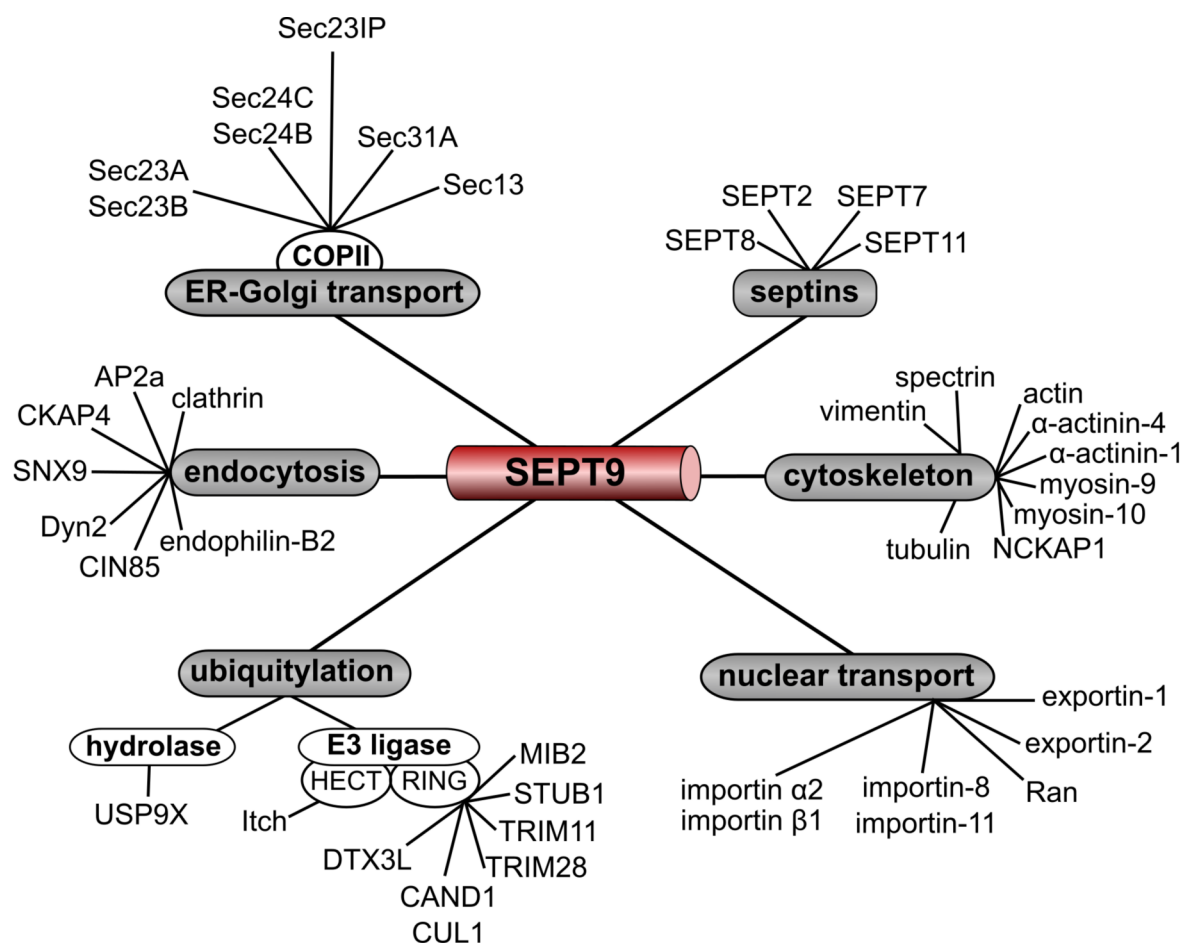 Sec23IP
Sec24C
Sec24B
Sec31A
Sec23A
Sec23B
Sec13
COPII
ER-Golgi transport
SEPT2
SEPT7
SEPT8
SEPT11
septins
AP2a
clathrin
CKAP4
SNX9
Dyn2
CIN85
endophilin-B2
endocytosis
SEPT9
spectrin
vimentin
actin
α-actinin-4
α-actinin-1
myosin-9
myosin-10
NCKAP1
tubulin
cytoskeleton
ubiquitylation
hydrolase
USP9X
E3 ligase
HECT
RING
Itch
MIB2
STUB1
TRIM11
TRIM28
DTX3L
CAND1
CUL1
nuclear transport
exportin-1
exportin-2
Ran
importin-8
importin-11
importin α2
importin β1